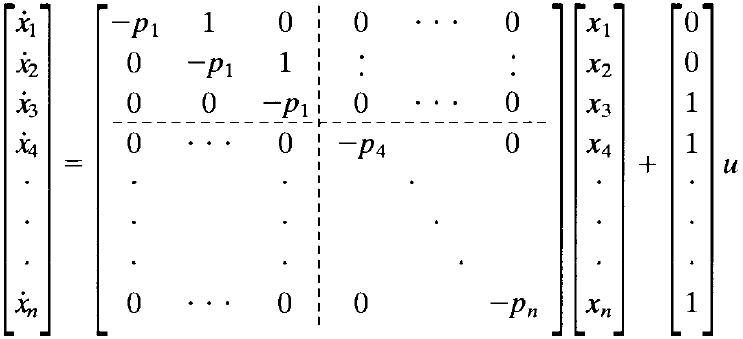 ẋ₁ −p₁ 1 0 0 · · · 0 x₁ 0
ẋ₂ 0 −p₁ 1 : : x₂ 0
ẋ₃ 0 0 −p₁ 0 · · · 0 x₃ 1
ẋ₄ = 0 · · · 0 −p₄ 0 x₄ + 1 u
. . . . . .
. . . . . .
. . . . . .
ẋₙ 0 · · · 0 0 −pₙ xₙ 1